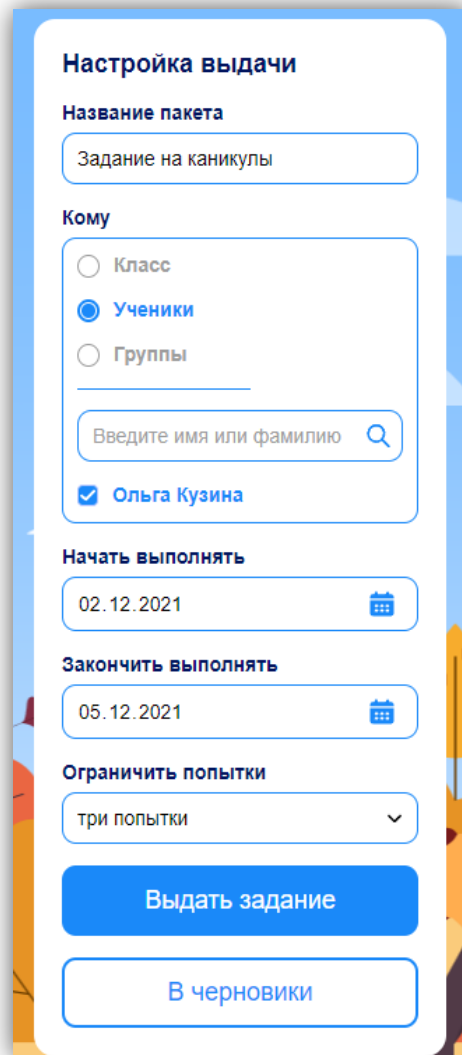 Настройка выдачи
Название пакета
Задание на каникулы
Кому
Класс
Ученики
Группы
Введите имя или фамилию
Ольга Кузина
Начать выполнять
02.12.2021
Закончить выполнять
05.12.2021
Ограничить попытки
три попытки
Выдать задание
В черновики